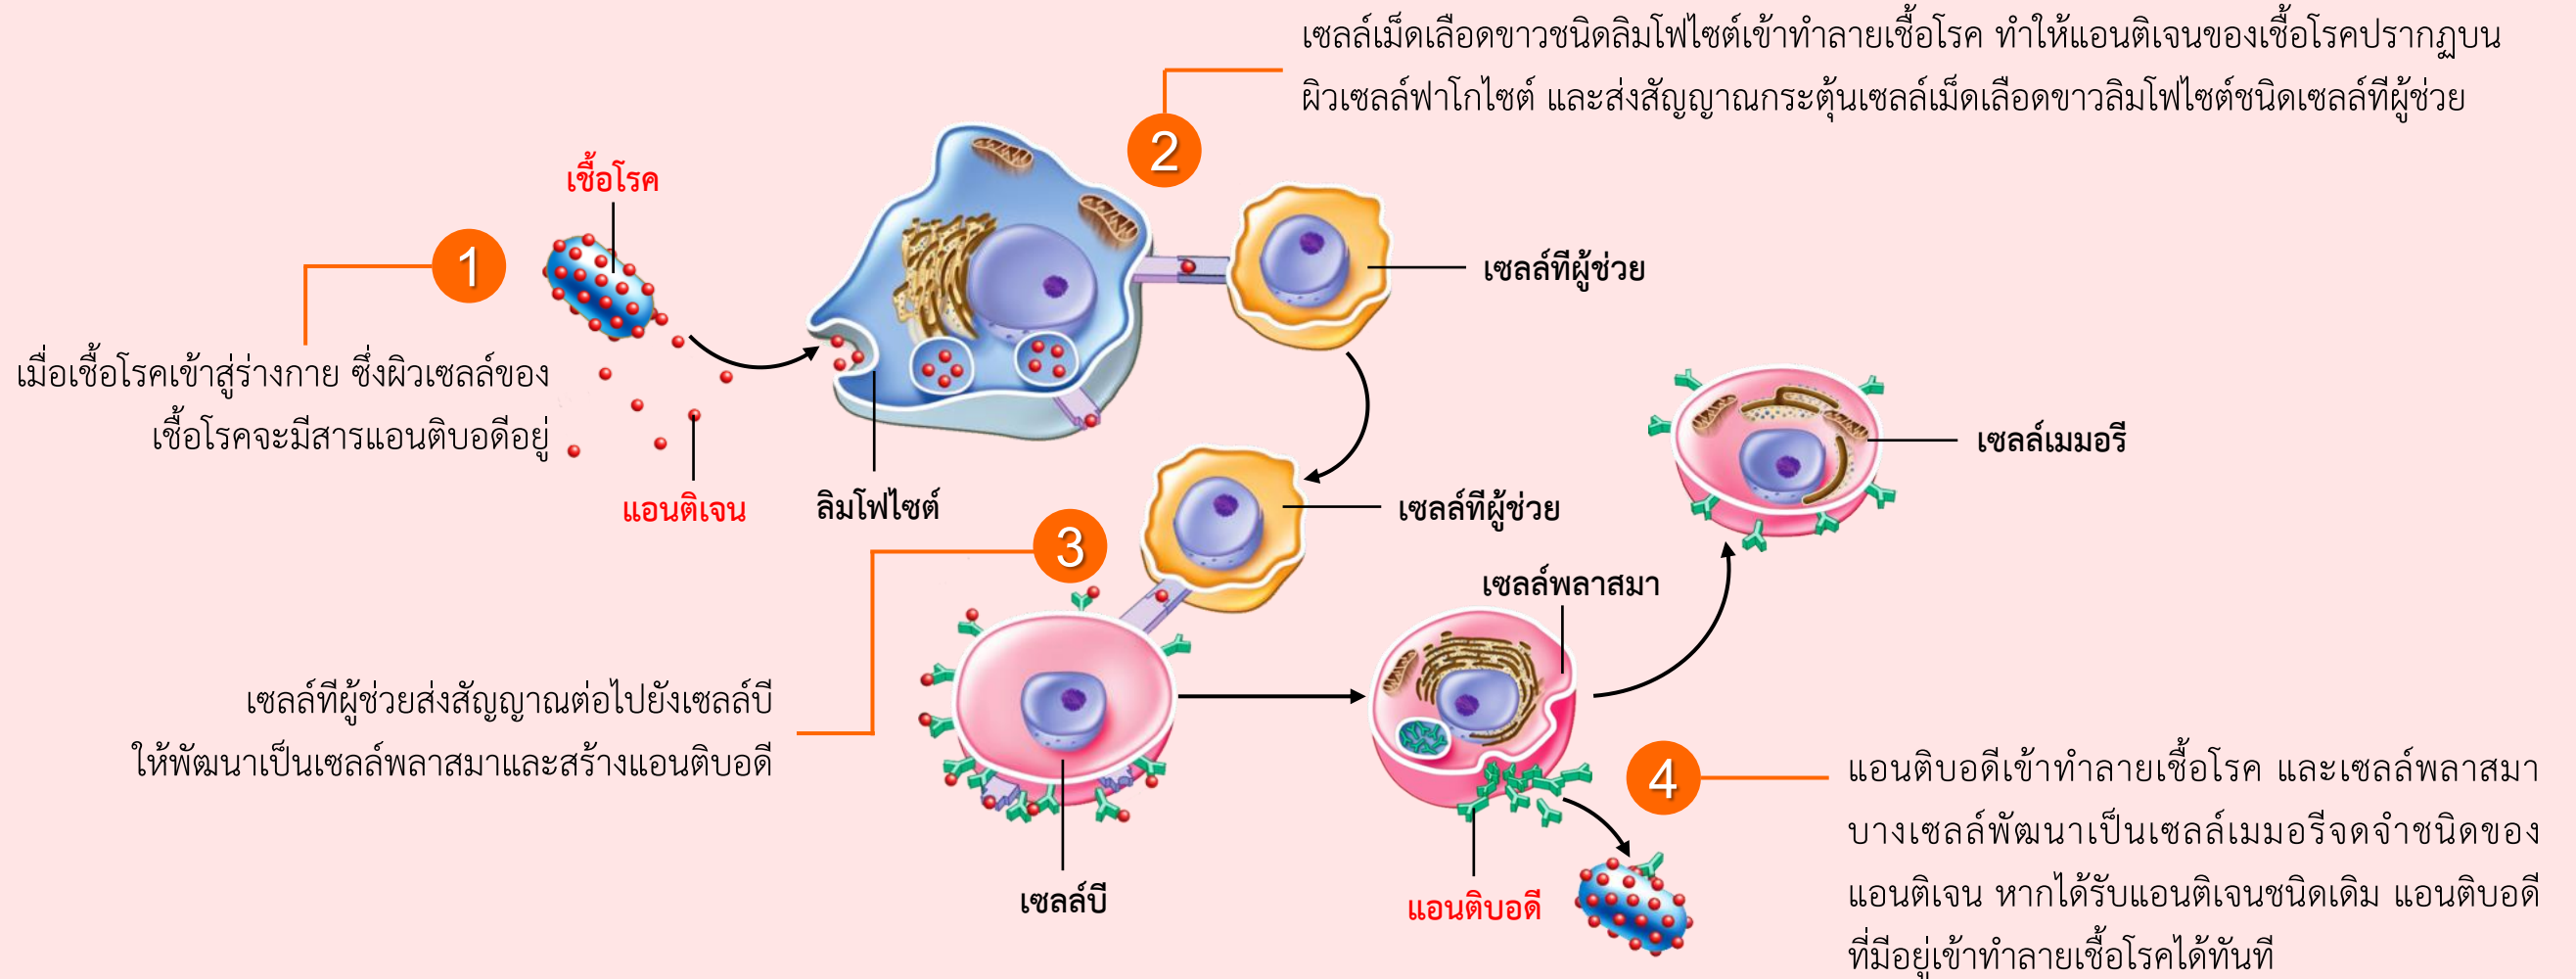 เซลล์เม็ดเลือดขาวชนิดลิมโฟไซต์เข้าทำลายเชื้อโรค ทำให้แอนติเจนของเชื้อโรคปรากฏบน
ผิวเซลล์ฟาโกไซต์ และส่งสัญญาณกระตุ้นเซลล์เม็ดเลือดขาวลิมโฟไซต์ชนิดเซลล์ทีผู้ช่วย
2
เชื้อโรค
1
เซลล์ทีผู้ช่วย
เมื่อเชื้อโรคเข้าสู่ร่างกาย ซึ่งผิวเซลล์ของ
เชื้อโรคจะมีสารแอนติบอดีอยู่
แอนติเจน
ลิมโฟไซต์
เซลล์ทีผู้ช่วย
เซลล์เมมอรี
3
เซลล์พลาสมา
เซลล์ทีผู้ช่วยส่งสัญญาณต่อไปยังเซลล์บี
ให้พัฒนาเป็นเซลล์พลาสมาและสร้างแอนติบอดี
เซลล์บี
แอนติบอดี
4
แอนติบอดีเข้าทำลายเชื้อโรค และเซลล์พลาสมา
บางเซลล์พัฒนาเป็นเซลล์เมมอรีจดจำชนิดของ
แอนติเจน หากได้รับแอนติเจนชนิดเดิม แอนติบอดี
ที่มีอยู่เข้าทำลายเชื้อโรคได้ทันที